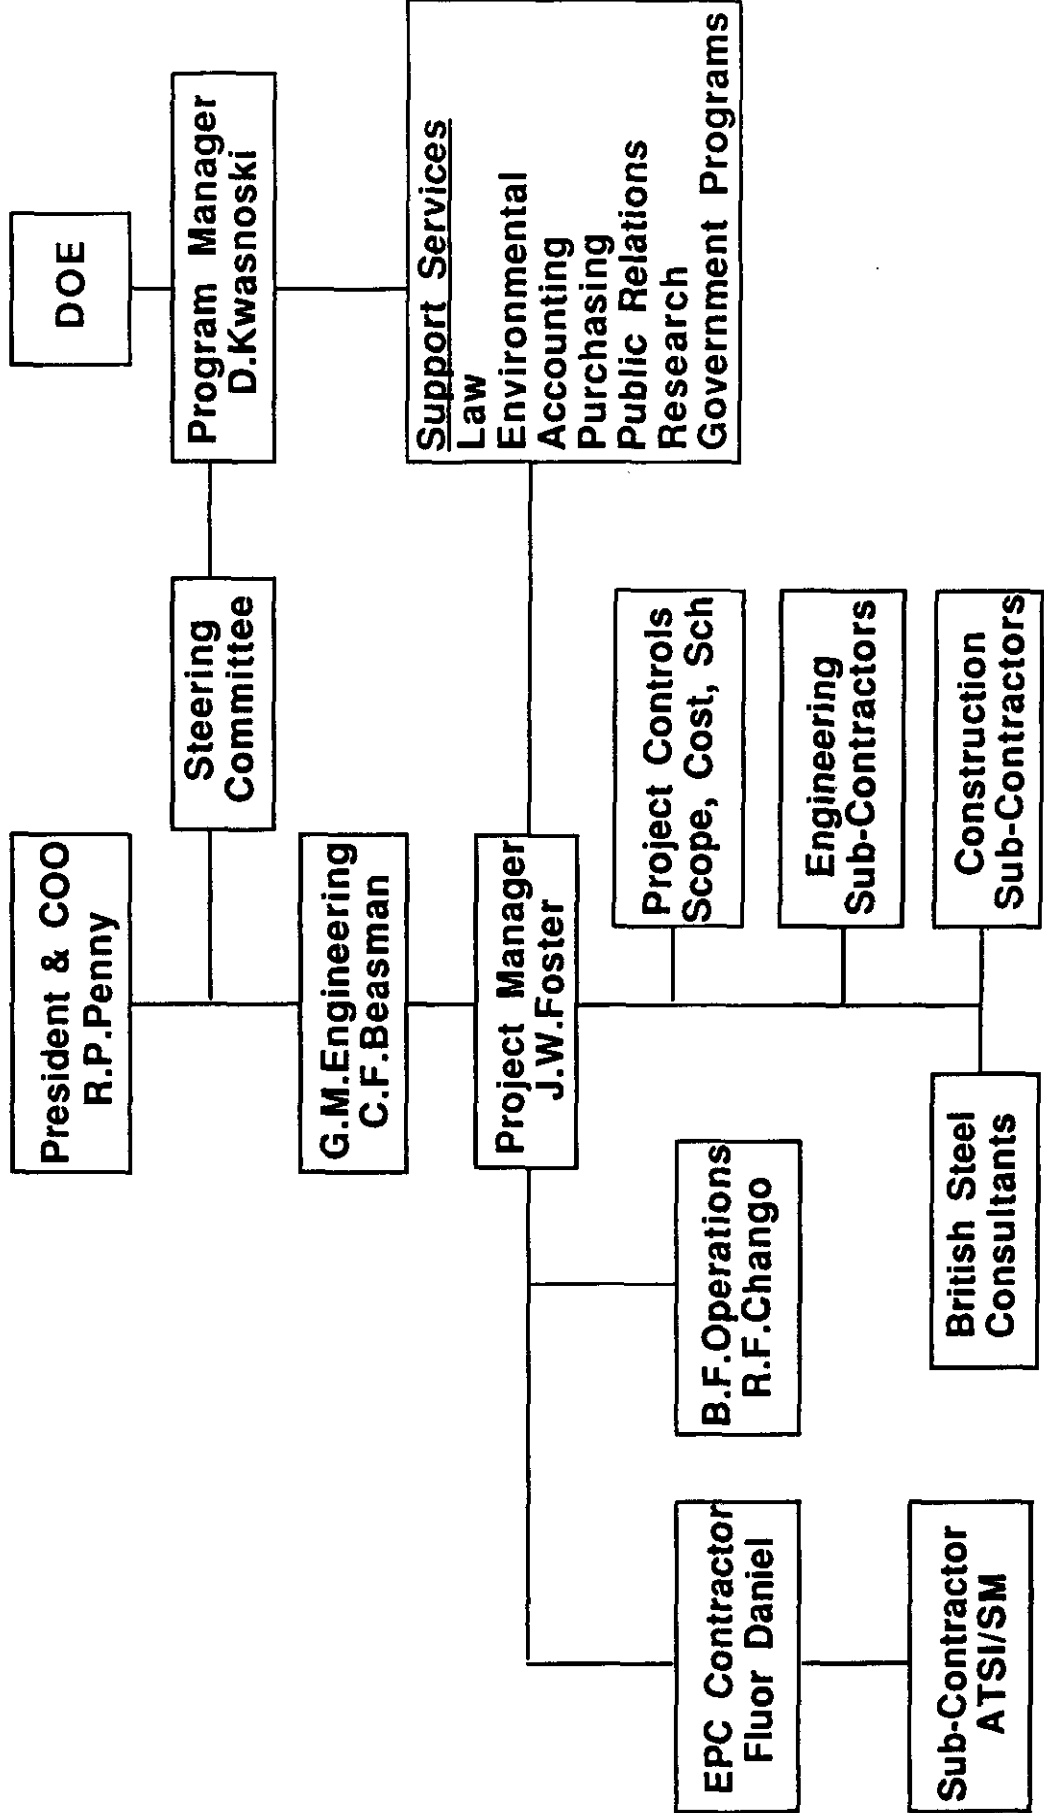 DOE
President & COO
R.P.Penny
Steering
Committee
Program Manager
D.Kwasnoski
G.M.Engineering
C.F.Beasman
Project Manager
J.W.Foster
Support Services
Law
Environmental
Accounting
Purchasing
Public Relations
Research
Government Programs
EPC Contractor
Fluor Daniel
B.F.Operations
R.F.Chango
Project Controls
Scope, Cost, Sch
Engineering
Sub-Contractors
Sub-Contractor
ATSI/SM
British Steel
Consultants
Construction
Sub-Contractors